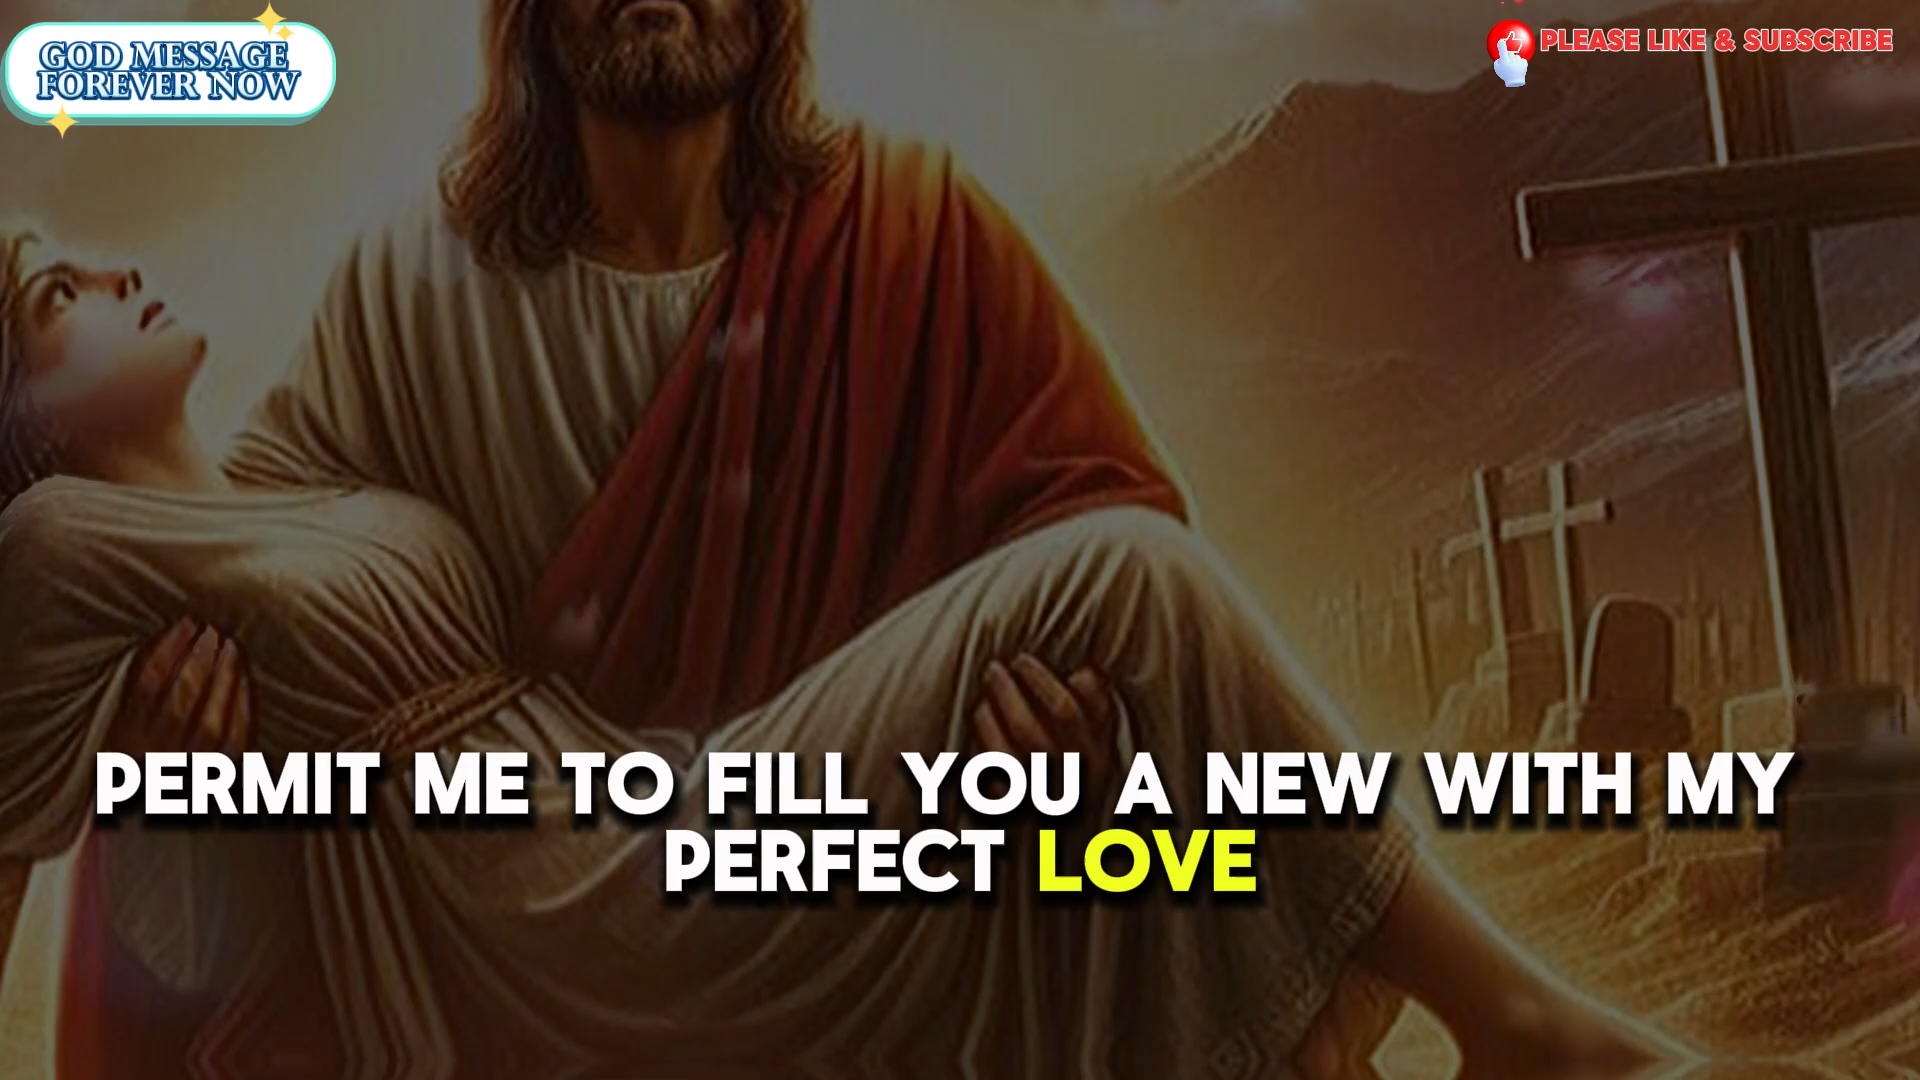 GOD MESSAGE
FOREVER NOW
PLEASE LIKE & SUBSCRIBE
PERMIT ME TO FILL YOU A NEW WITH MY
PERFECT LOVE